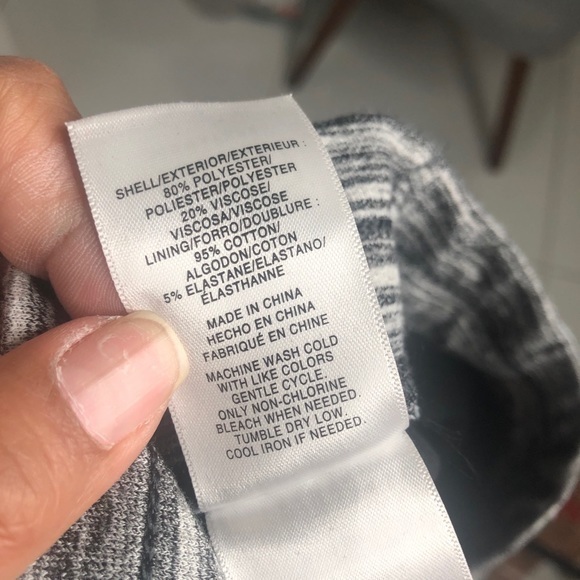 SHELL/EXTERIOR/EXTERIEUR :
80% POLYESTER/
POLIESTER/POLYESTER
20% VISCOSE/
VISCOSA/VISCOSE
LINING/FORRO/DOUBLURE :
95% COTTON/
ALGODON/COTON
5% ELASTANE/ELASTANO/
ÉLASTHANNE
MADE IN CHINA
HECHO EN CHINA
FABRIQUÉ EN CHINE
MACHINE WASH COLD
WITH LIKE COLORS
GENTLE CYCLE.
ONLY NON-CHLORINE
BLEACH WHEN NEEDED.
TUMBLE DRY LOW.
COOL IRON IF NEEDED.